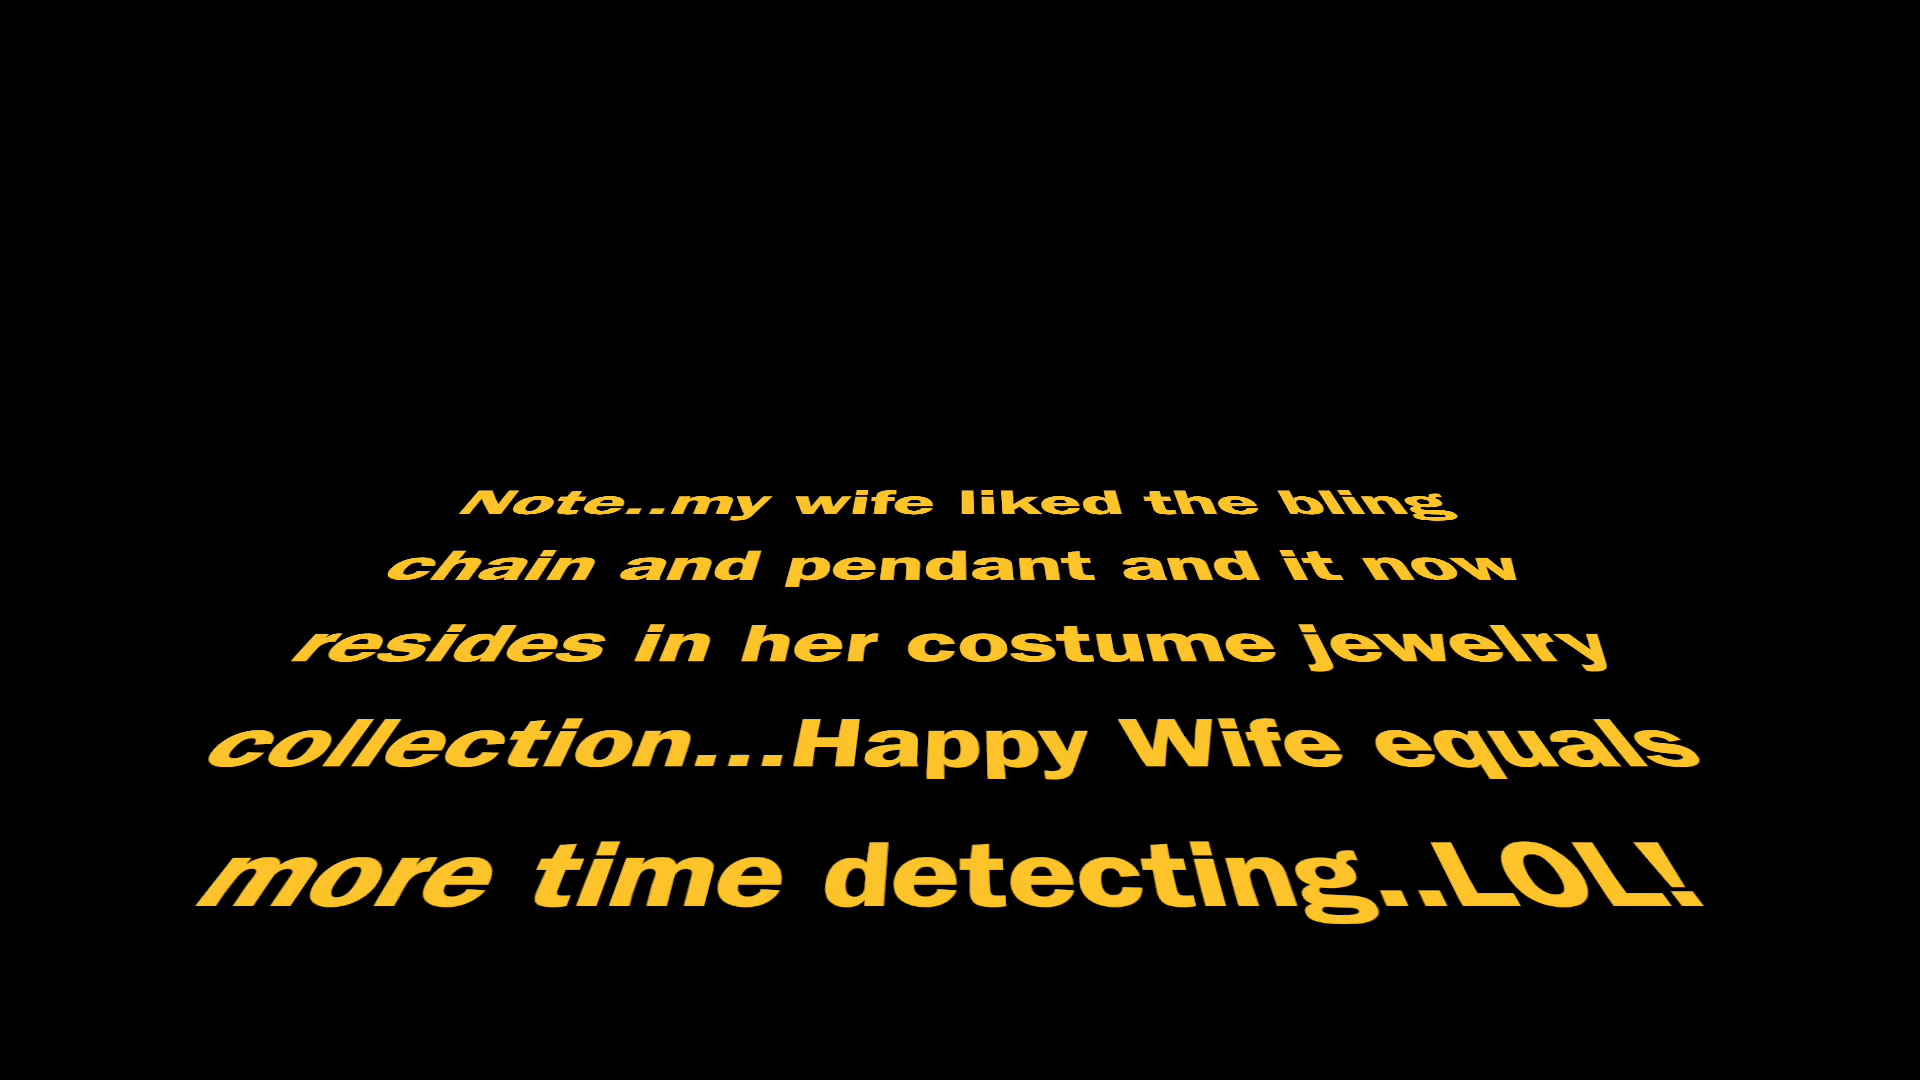 Note..my wife liked the bling
chain and pendant and it now
resides in her costume jewelry
collection...Happy Wife equals
more time detecting..LOL!